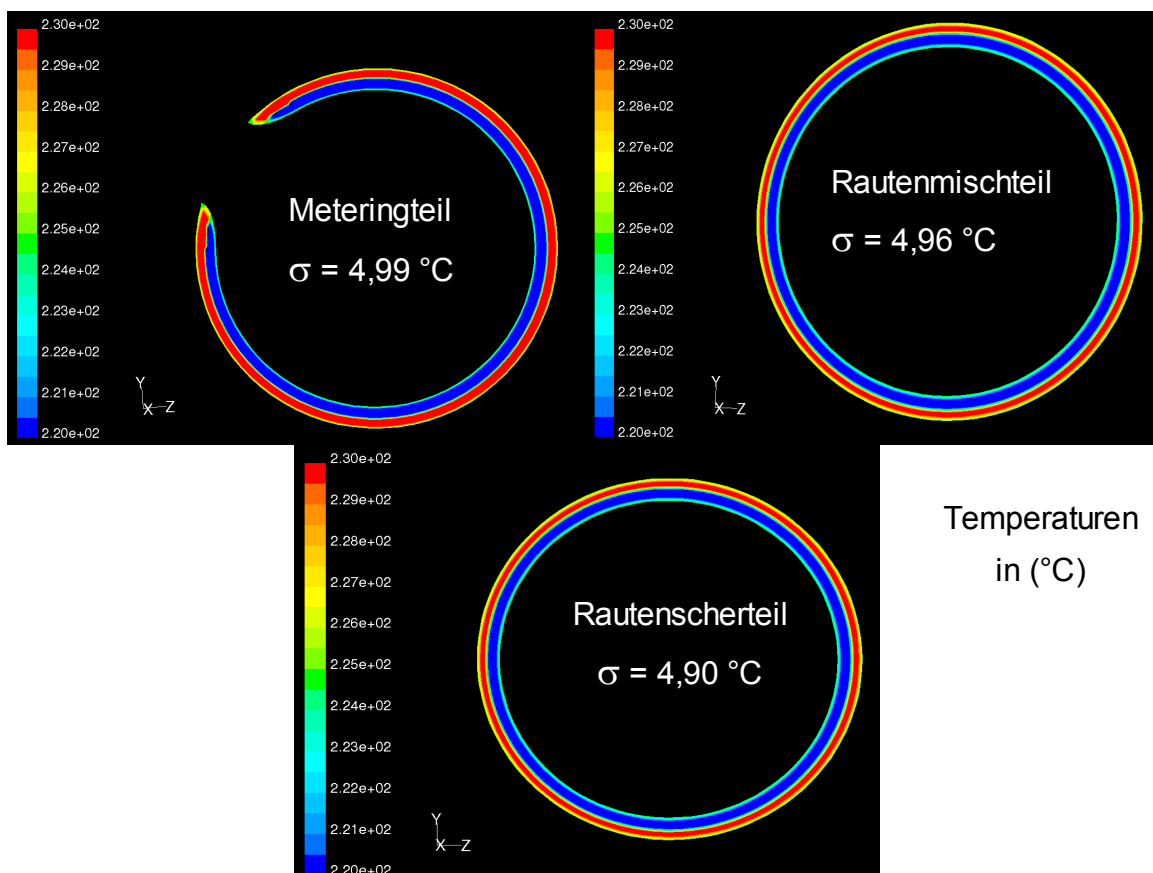 2.30e+02
2.29e+02
2.28e+02
2.27e+02
2.26e+02
2.25e+02
2.24e+02
2.23e+02
2.22e+02
2.21e+02
2.20e+02
Meteringteil
σ = 4,99 °C
Y
X Z
2.30e+02
2.29e+02
2.28e+02
2.27e+02
2.26e+02
2.25e+02
2.24e+02
2.23e+02
2.22e+02
2.21e+02
2.20e+02
Rautenmischteil
σ = 4,96 °C
Y
X Z
2.30e+02
2.29e+02
2.28e+02
2.27e+02
2.26e+02
2.25e+02
2.24e+02
2.23e+02
2.22e+02
2.21e+02
2.20e+02
Rautenscherteil
σ = 4,90 °C
Y
X Z
Temperaturen
in (°C)